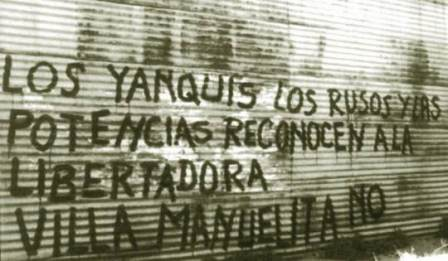 LOS YANQUIS LOS RUSOS Y LAS
POTENCIAS RECONOCEN A LA
LIBERTADORA
VILLA MANUELITA NO